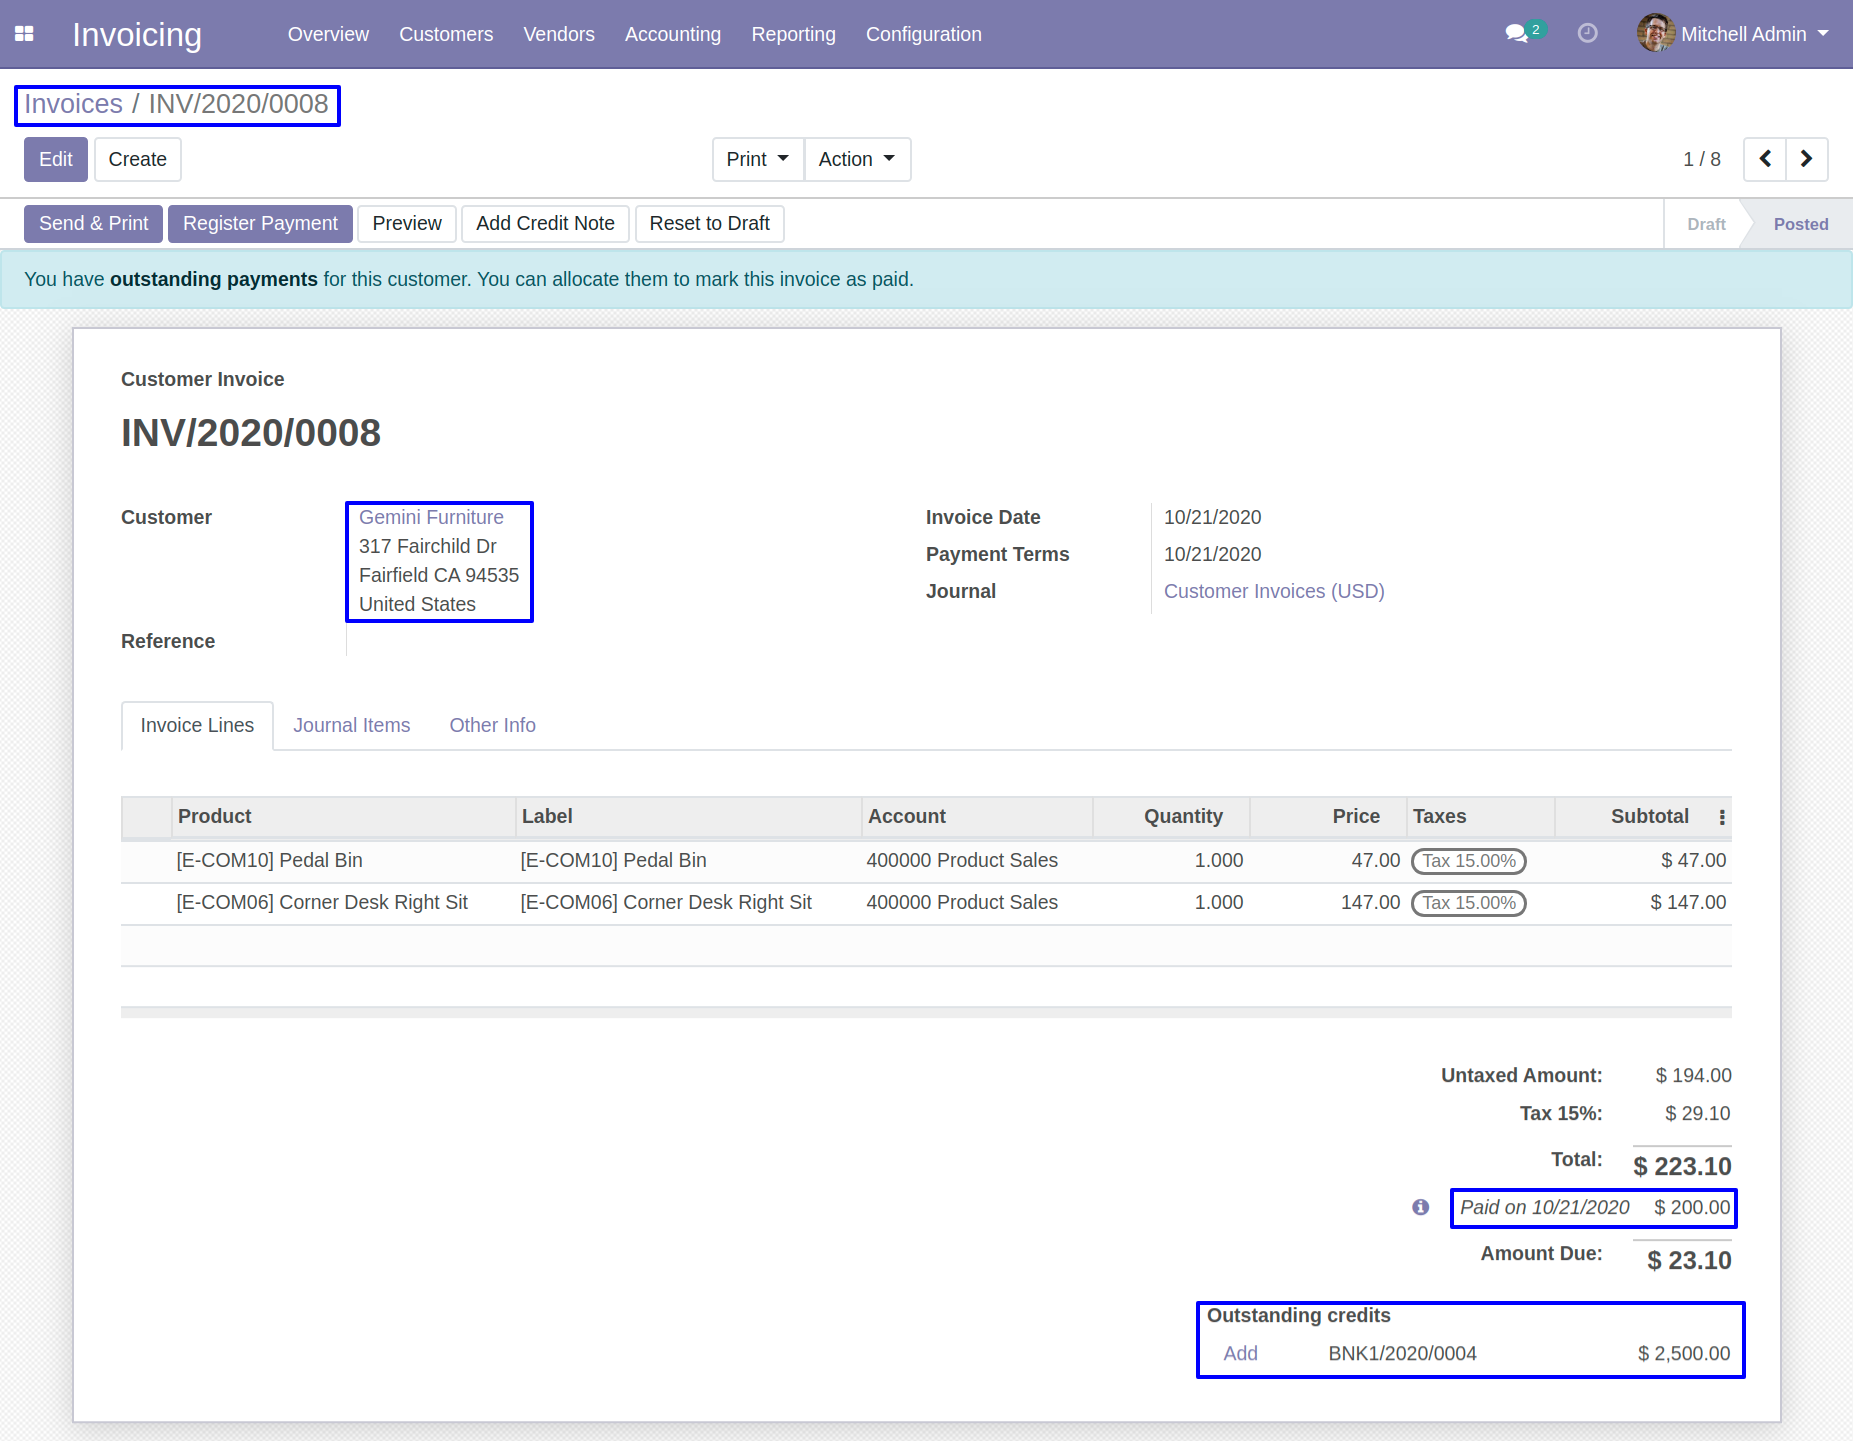 Invoicing Overview Customers Vendors Accounting Reporting Configuration 2 Mitchell Admin
Invoices / INV/2020/0008
Edit Create Print Action 1 / 8
Send & Print Register Payment Preview Add Credit Note Reset to Draft Draft Posted
You have outstanding payments for this customer. You can allocate them to mark this invoice as paid.
Customer Invoice
INV/2020/0008
Customer Gemini Furniture Invoice Date 10/21/2020
317 Fairchild Dr Payment Terms 10/21/2020
Fairfield CA 94535 Journal Customer Invoices (USD)
United States
Reference
Invoice Lines Journal Items Other Info
Product Label Account Quantity Price Taxes Subtotal
[E-COM10] Pedal Bin [E-COM10] Pedal Bin 400000 Product Sales 1.000 47.00 Tax 15.00% $ 47.00
[E-COM06] Corner Desk Right Sit [E-COM06] Corner Desk Right Sit 400000 Product Sales 1.000 147.00 Tax 15.00% $ 147.00
Untaxed Amount: $ 194.00
Tax 15%: $ 29.10
Total: $ 223.10
Paid on 10/21/2020 $ 200.00
Amount Due: $ 23.10
Outstanding credits
Add BNK1/2020/0004 $ 2,500.00